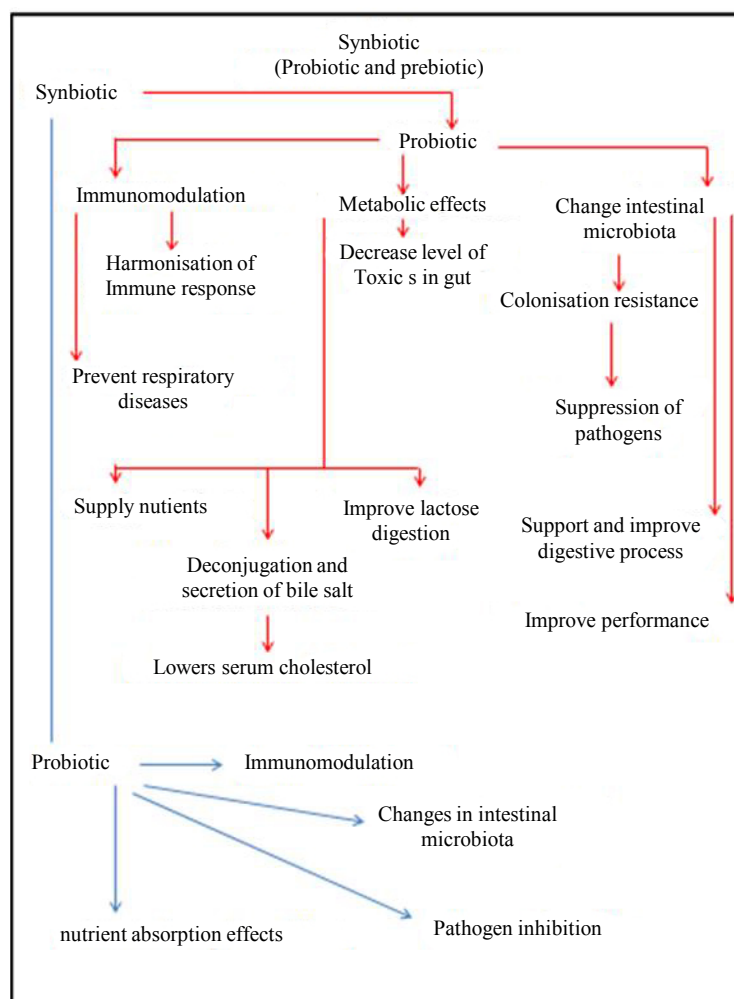 Synbiotic
(Probiotic and prebiotic)
Synbiotic
Probiotic
Immunomodulation
Metabolic effects
Change intestinal
microbiota
Harmonisation of
Immune response
Decrease level of
Toxic s in gut
Colonisation resistance
Prevent respiratory
diseases
Suppression of
pathogens
Supply nutients
Improve lactose
digestion
Support and improve
digestive process
Deconjugation and
secretion of bile salt
Improve performance
Lowers serum cholesterol
Probiotic
Immunomodulation
Changes in intestinal
microbiota
nutrient absorption effects
Pathogen inhibition